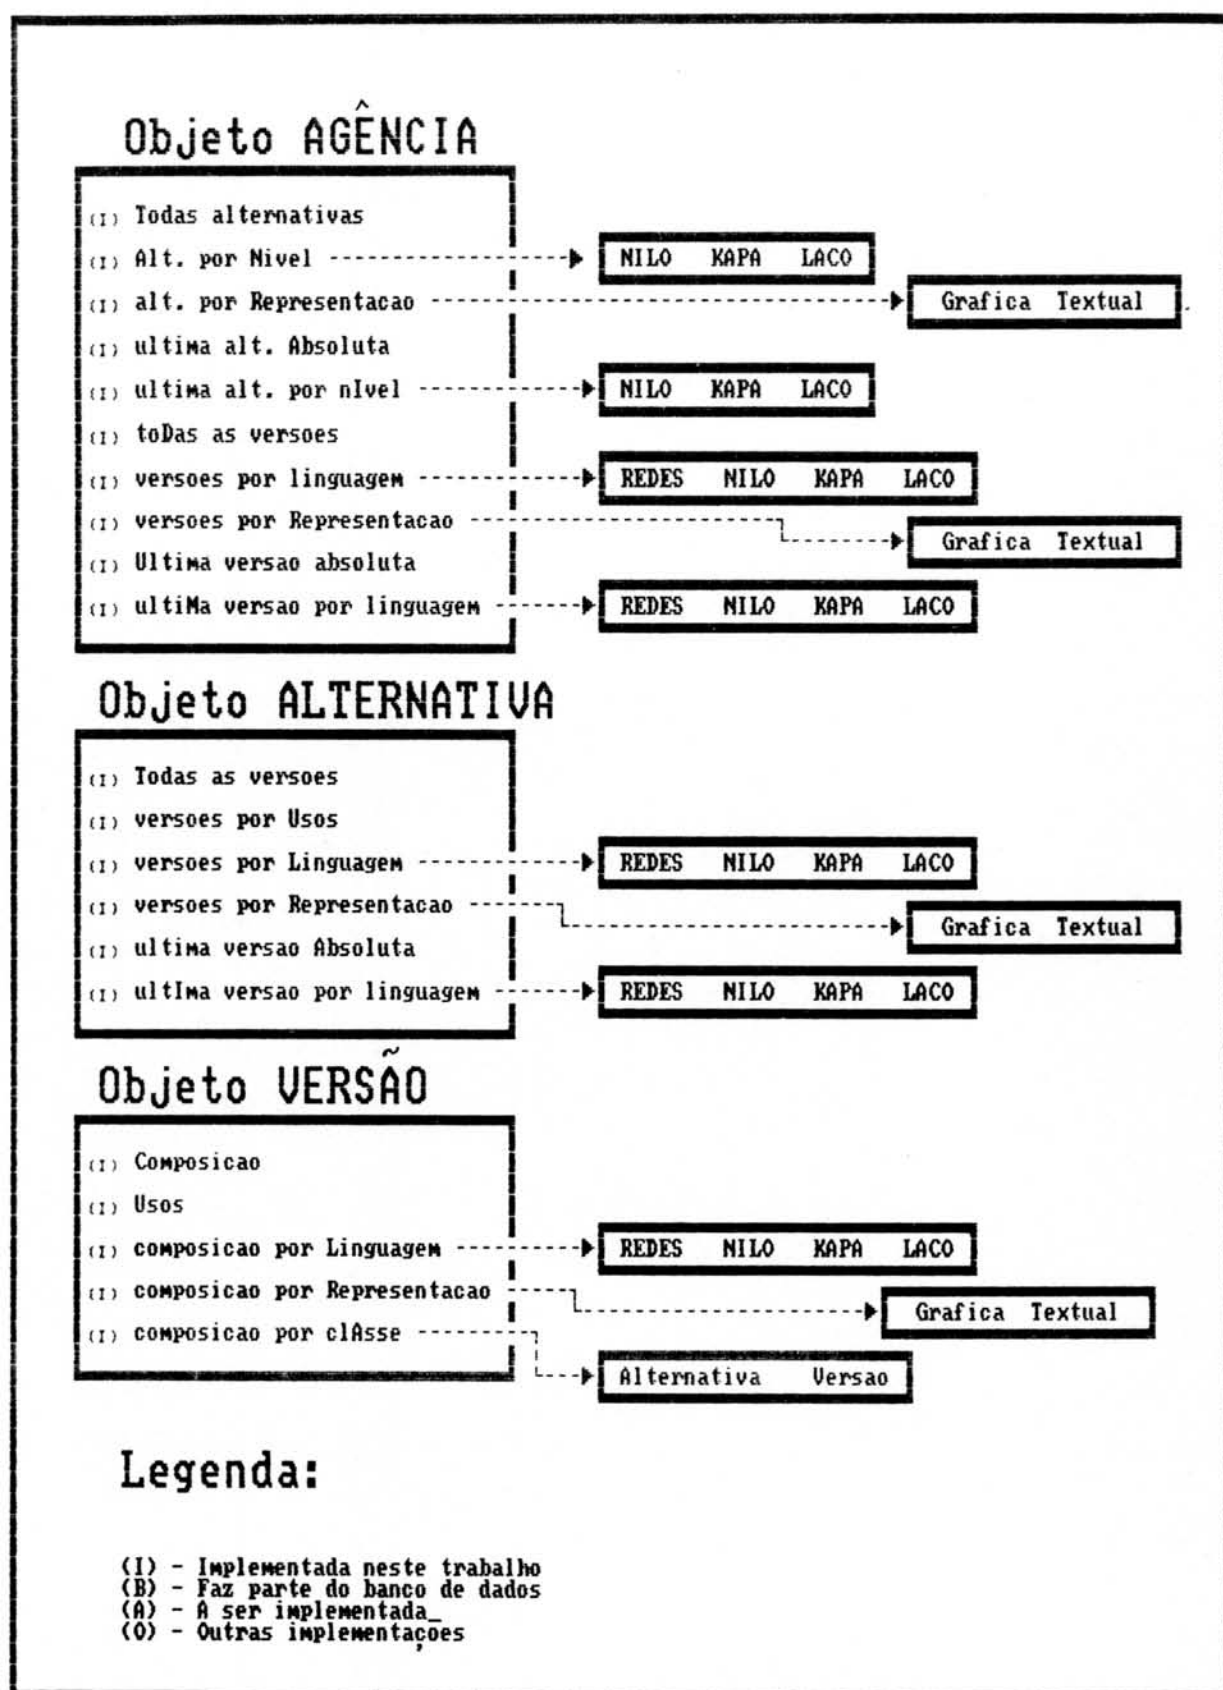 Objeto AGÊNCIA
(I) Todas alternativas
(I) Alt. por Nivel NILO KAPA LACO
(I) alt. por Representacao Grafica Textual
(I) ultima alt. Absoluta
(I) ultima alt. por nIvel NILO KAPA LACO
(I) toDas as versoes
(I) versoes por linguagem REDES NILO KAPA LACO
(I) versoes por Representacao Grafica Textual
(I) Ultima versao absoluta
(I) ultiMa versao por linguagem REDES NILO KAPA LACO
Objeto ALTERNATIVA
(I) Todas as versoes
(I) versoes por Usos
(I) versoes por Linguagem REDES NILO KAPA LACO
(I) versoes por Representacao Grafica Textual
(I) ultima versao Absoluta
(I) ultIma versao por linguagem REDES NILO KAPA LACO
Objeto VERSÃO
(I) Composicao
(I) Usos
(I) composicao por Linguagem REDES NILO KAPA LACO
(I) composicao por Representacao Grafica Textual
(I) composicao por clAsse Alternativa Versao
Legenda:
(I) - Implementada neste trabalho
(B) - Faz parte do banco de dados
(A) - A ser implementada
(O) - Outras implementações